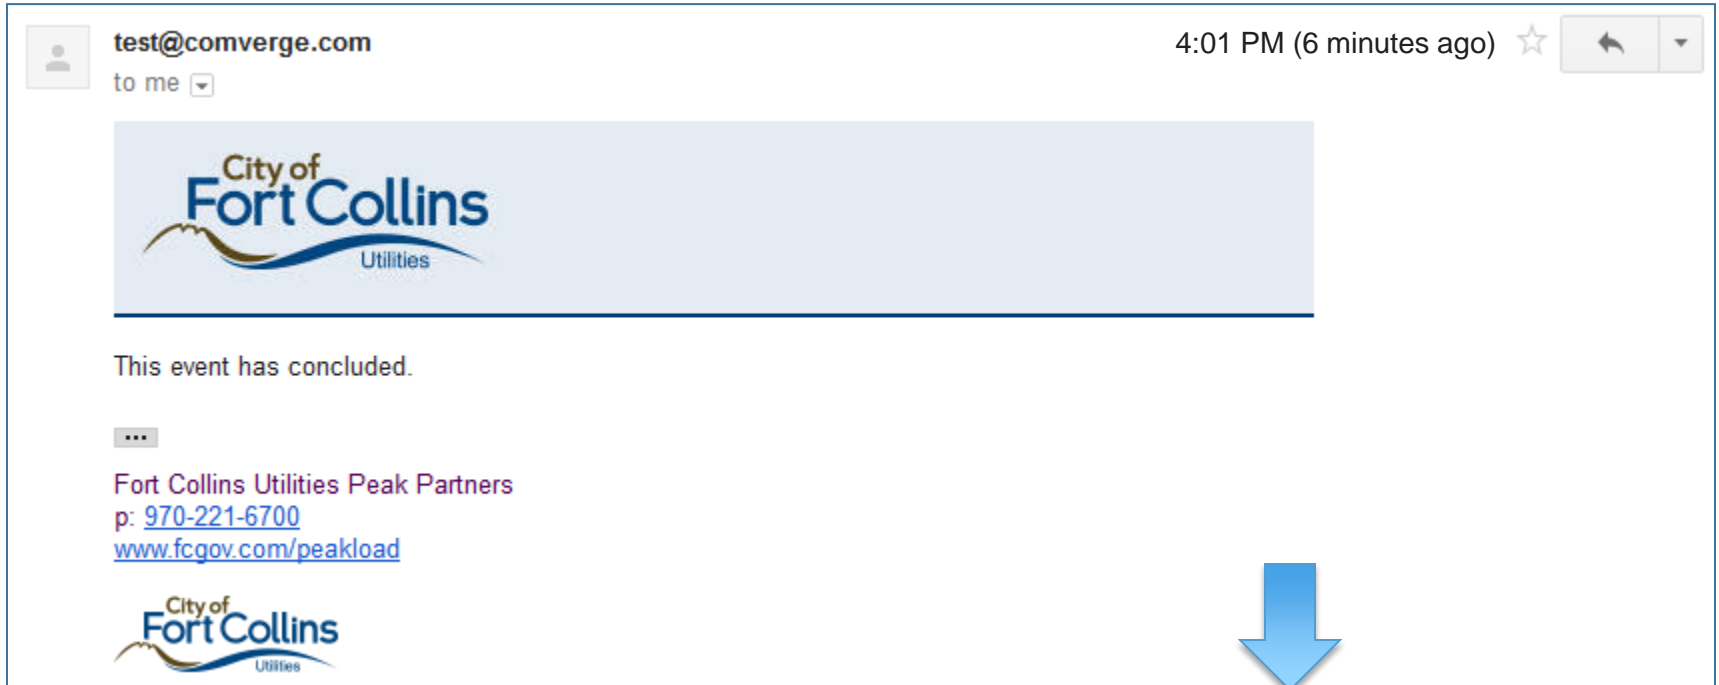 test@comverge.com
4:01 PM (6 minutes ago)
to me
City of
Fort Collins
Utilities
This event has concluded.
...
Fort Collins Utilities Peak Partners
p: 970-221-6700
www.fcgov.com/peakload
City of
Fort Collins
Utilities